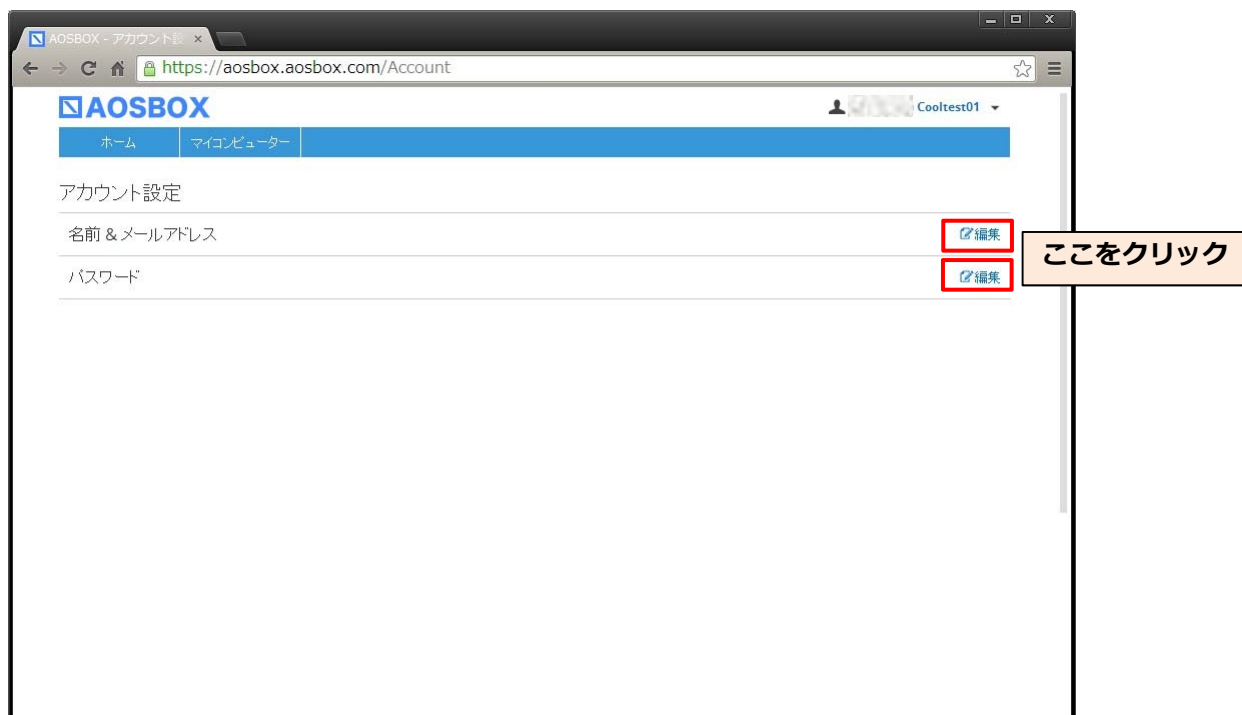 AOSBOX - アカウント設
https://aosbox.aosbox.com/Account
AOSBOX
Cooltest01
ホーム マイコンピューター
アカウント設定
名前 & メールアドレス 編集
パスワード 編集
ここをクリック